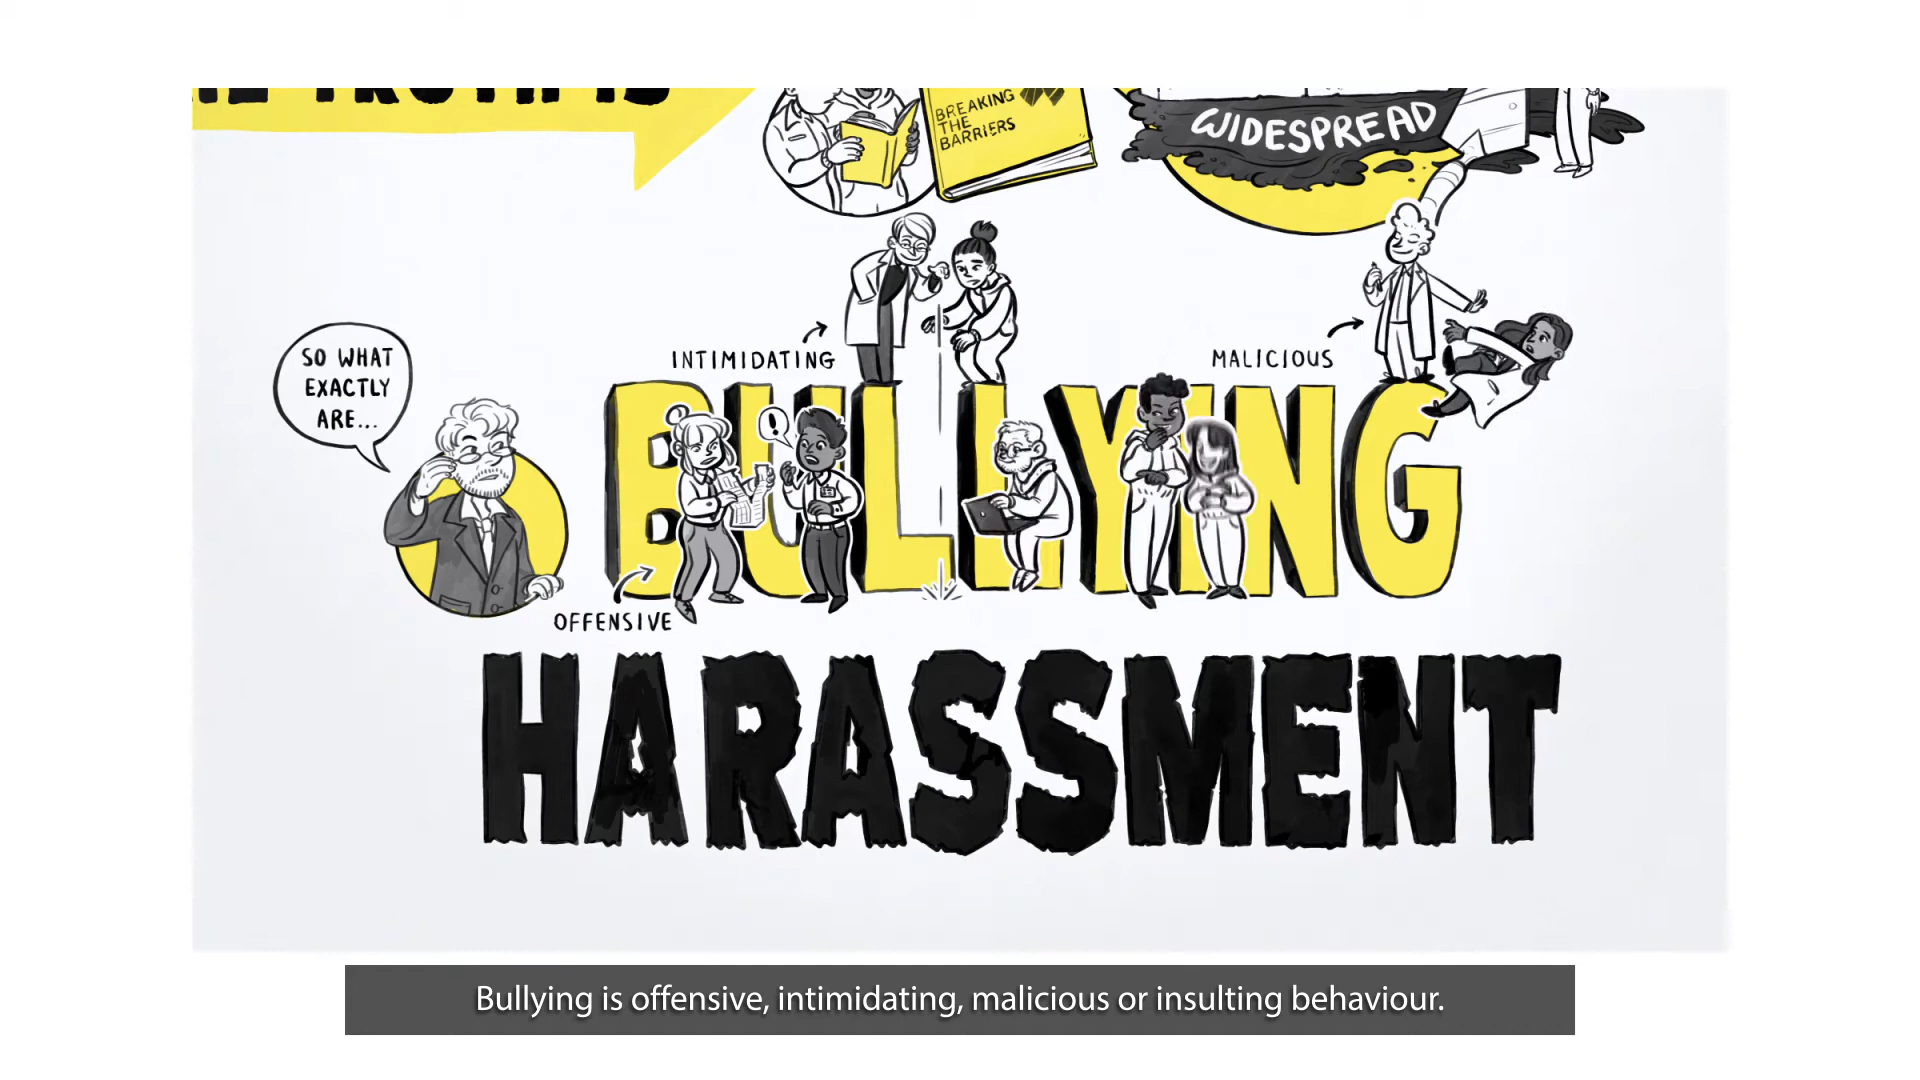 BREAKING
THE
BARRIERS
WIDESPREAD
SO WHAT
EXACTLY
ARE...
INTIMIDATING
MALICIOUS
!
BULLYING
OFFENSIVE
HARASSMENT
Bullying is offensive, intimidating, malicious or insulting behaviour.